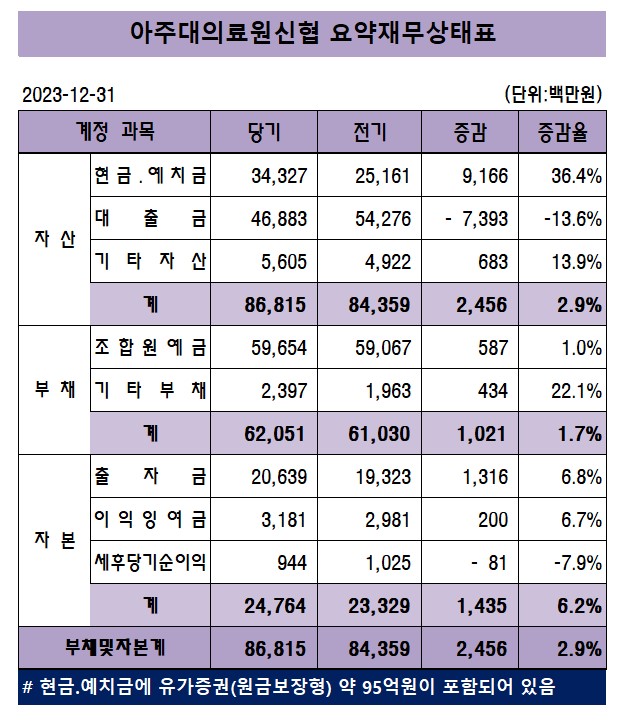 아주대의료원신협 요약재무상태표
2023-12-31 (단위:백만원)
계정 과목 당기 전기 증감 증감율
자 산
현금.예치금 34,327 25,161 9,166 36.4%
대 출 금 46,883 54,276 - 7,393 -13.6%
기 타 자 산 5,605 4,922 683 13.9%
계 86,815 84,359 2,456 2.9%
부 채
조합원예금 59,654 59,067 587 1.0%
기 타 부 채 2,397 1,963 434 22.1%
계 62,051 61,030 1,021 1.7%
자 본
출 자 금 20,639 19,323 1,316 6.8%
이익잉여금 3,181 2,981 200 6.7%
세후당기순이익 944 1,025 - 81 -7.9%
계 24,764 23,329 1,435 6.2%
부채및자본계 86,815 84,359 2,456 2.9%
# 현금.예치금에 유가증권(원금보장형) 약 95억원이 포함되어 있음